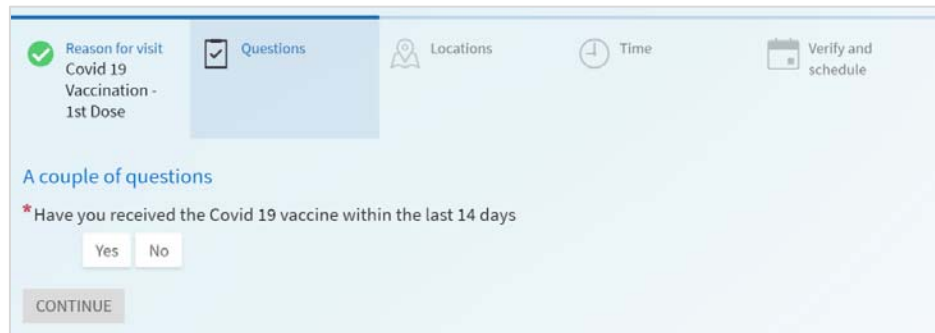 Reason for visit
Covid 19
Vaccination -
1st Dose
Questions
Locations
Time
Verify and
schedule
A couple of questions
*Have you received the Covid 19 vaccine within the last 14 days
Yes No
CONTINUE